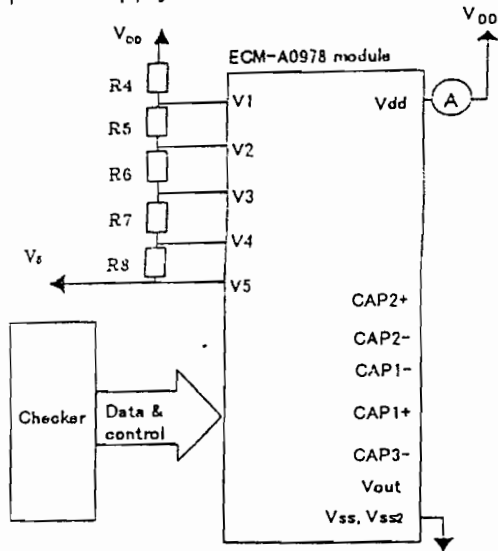 VDD
VDD
ECM-A0978 module
R4
V1
Vdd
A
R5
V2
R6
V3
R7
V4
V5
R8
V5
CAP2+
CAP2-
CAP1-
Checker
Data &
control
CAP1+
CAP3-
Vout
Vss, Vss2